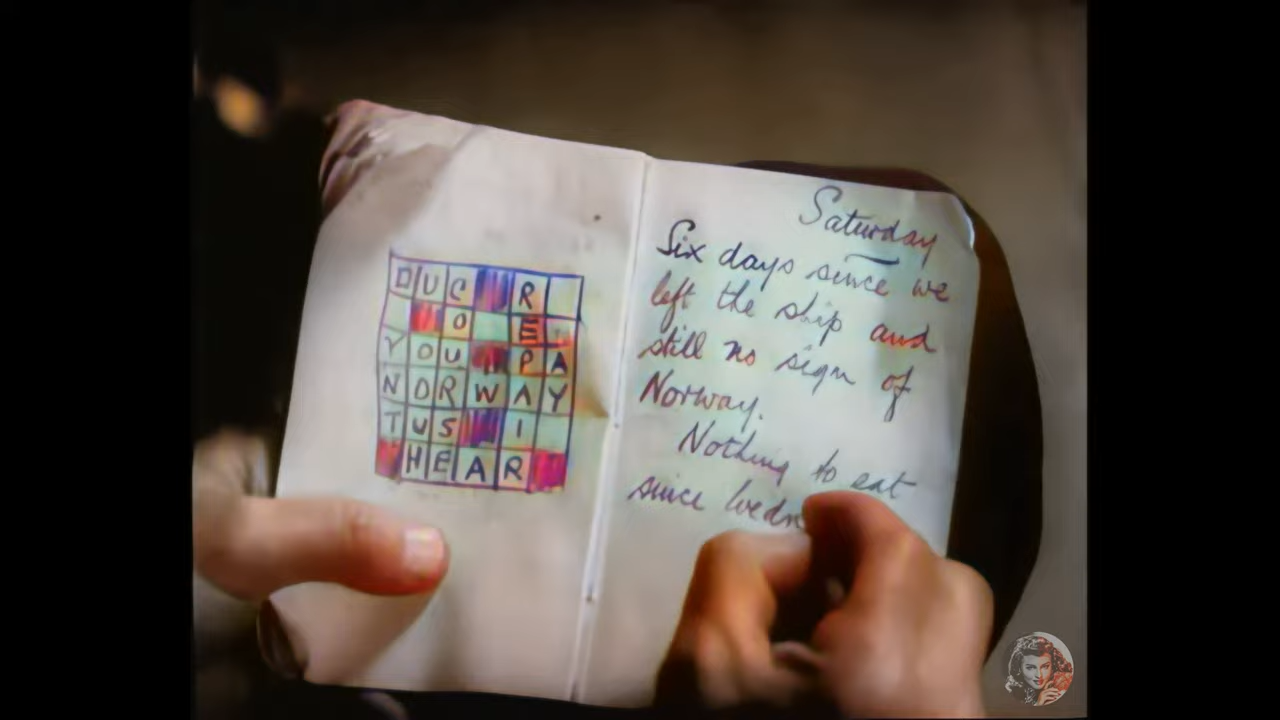 DUC R
O E
YOU PA
NORWAY
TUS I
HEAR
Saturday
Six days since we
left the ship and
still no sign of
Norway.
Nothing to eat
since